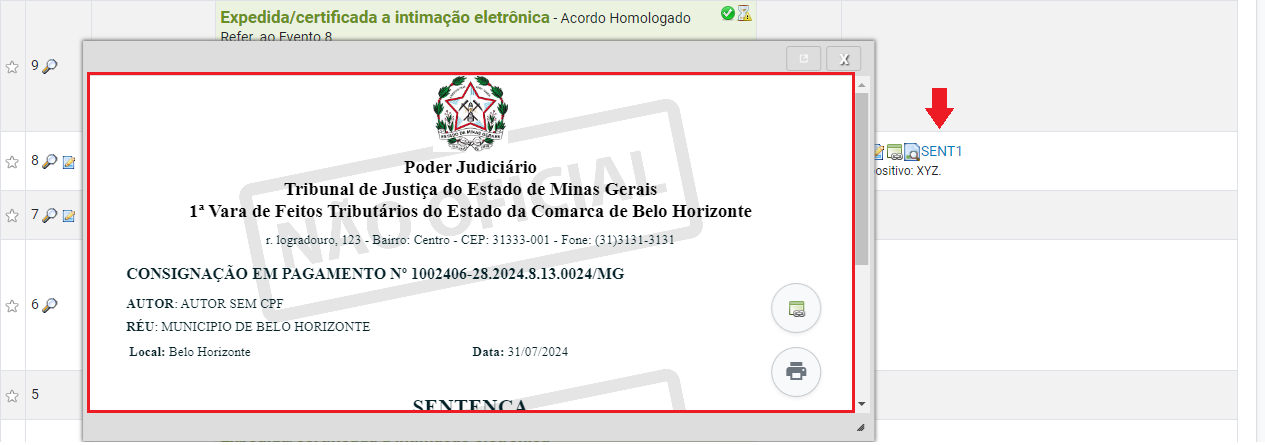 Expedida/certificada a intimação eletrônica - Acordo Homologado
Refer. ao Evento 8
9
X
ESTADO DE MINAS GERAIS
NÃO OFICIAL
Poder Judiciário
Tribunal de Justiça do Estado de Minas Gerais
1ª Vara de Feitos Tributários do Estado da Comarca de Belo Horizonte
r. logradouro, 123 - Bairro: Centro - CEP: 31333-001 - Fone: (31)3131-3131
CONSIGNAÇÃO EM PAGAMENTO Nº 1002406-28.2024.8.13.0024/MG
AUTOR: AUTOR SEM CPF
RÉU: MUNICIPIO DE BELO HORIZONTE
Local: Belo Horizonte Data: 31/07/2024
SENTENÇA
8
SENT1
ositivo: XYZ.
7
6
5